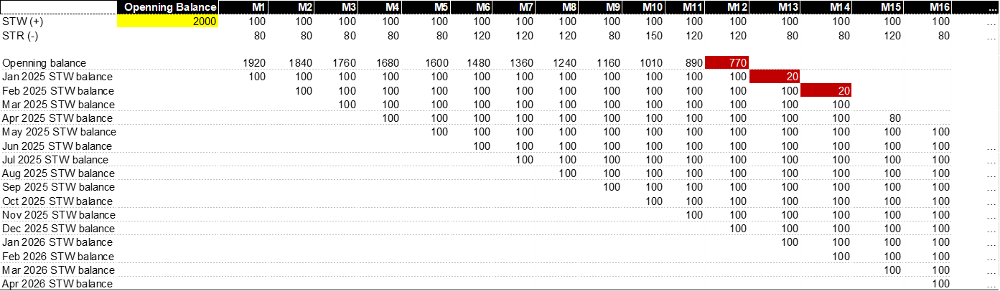 Openning Balance M1 M2 M3 M4 M5 M6 M7 M8 M9 M10 M11 M12 M13 M14 M15 M16 ...
STW (+) 2000 100 100 100 100 100 100 100 100 100 100 100 100 100 100 100 100 ...
STR (-) 80 80 80 80 80 120 120 120 80 150 120 120 80 80 120 80 ...
Openning balance 1920 1840 1760 1680 1600 1480 1360 1240 1160 1010 890 770
Jan 2025 STW balance 100 100 100 100 100 100 100 100 100 100 100 100 20
Feb 2025 STW balance 100 100 100 100 100 100 100 100 100 100 100 100 20
Mar 2025 STW balance 100 100 100 100 100 100 100 100 100 100 100 100
Apr 2025 STW balance 100 100 100 100 100 100 100 100 100 100 100 80
May 2025 STW balance 100 100 100 100 100 100 100 100 100 100 100 100
Jun 2025 STW balance 100 100 100 100 100 100 100 100 100 100 100 ...
Jul 2025 STW balance 100 100 100 100 100 100 100 100 100 100 ...
Aug 2025 STW balance 100 100 100 100 100 100 100 100 100 ...
Sep 2025 STW balance 100 100 100 100 100 100 100 100 ...
Oct 2025 STW balance 100 100 100 100 100 100 100 ...
Nov 2025 STW balance 100 100 100 100 100 100 ...
Dec 2025 STW balance 100 100 100 100 100 ...
Jan 2026 STW balance 100 100 100 100 ...
Feb 2026 STW balance 100 100 100 ...
Mar 2026 STW balance 100 100 ...
Apr 2026 STW balance 100 ...